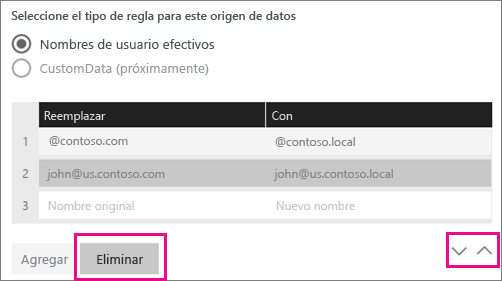 Seleccione el tipo de regla para este origen de datos
Nombres de usuario efectivos
CustomData (próximamente)
Reemplazar Con
1 @contoso.com @contoso.local
2 john@us.contoso.com john@us.contoso.local
3 Nombre original Nuevo nombre
Agregar Eliminar